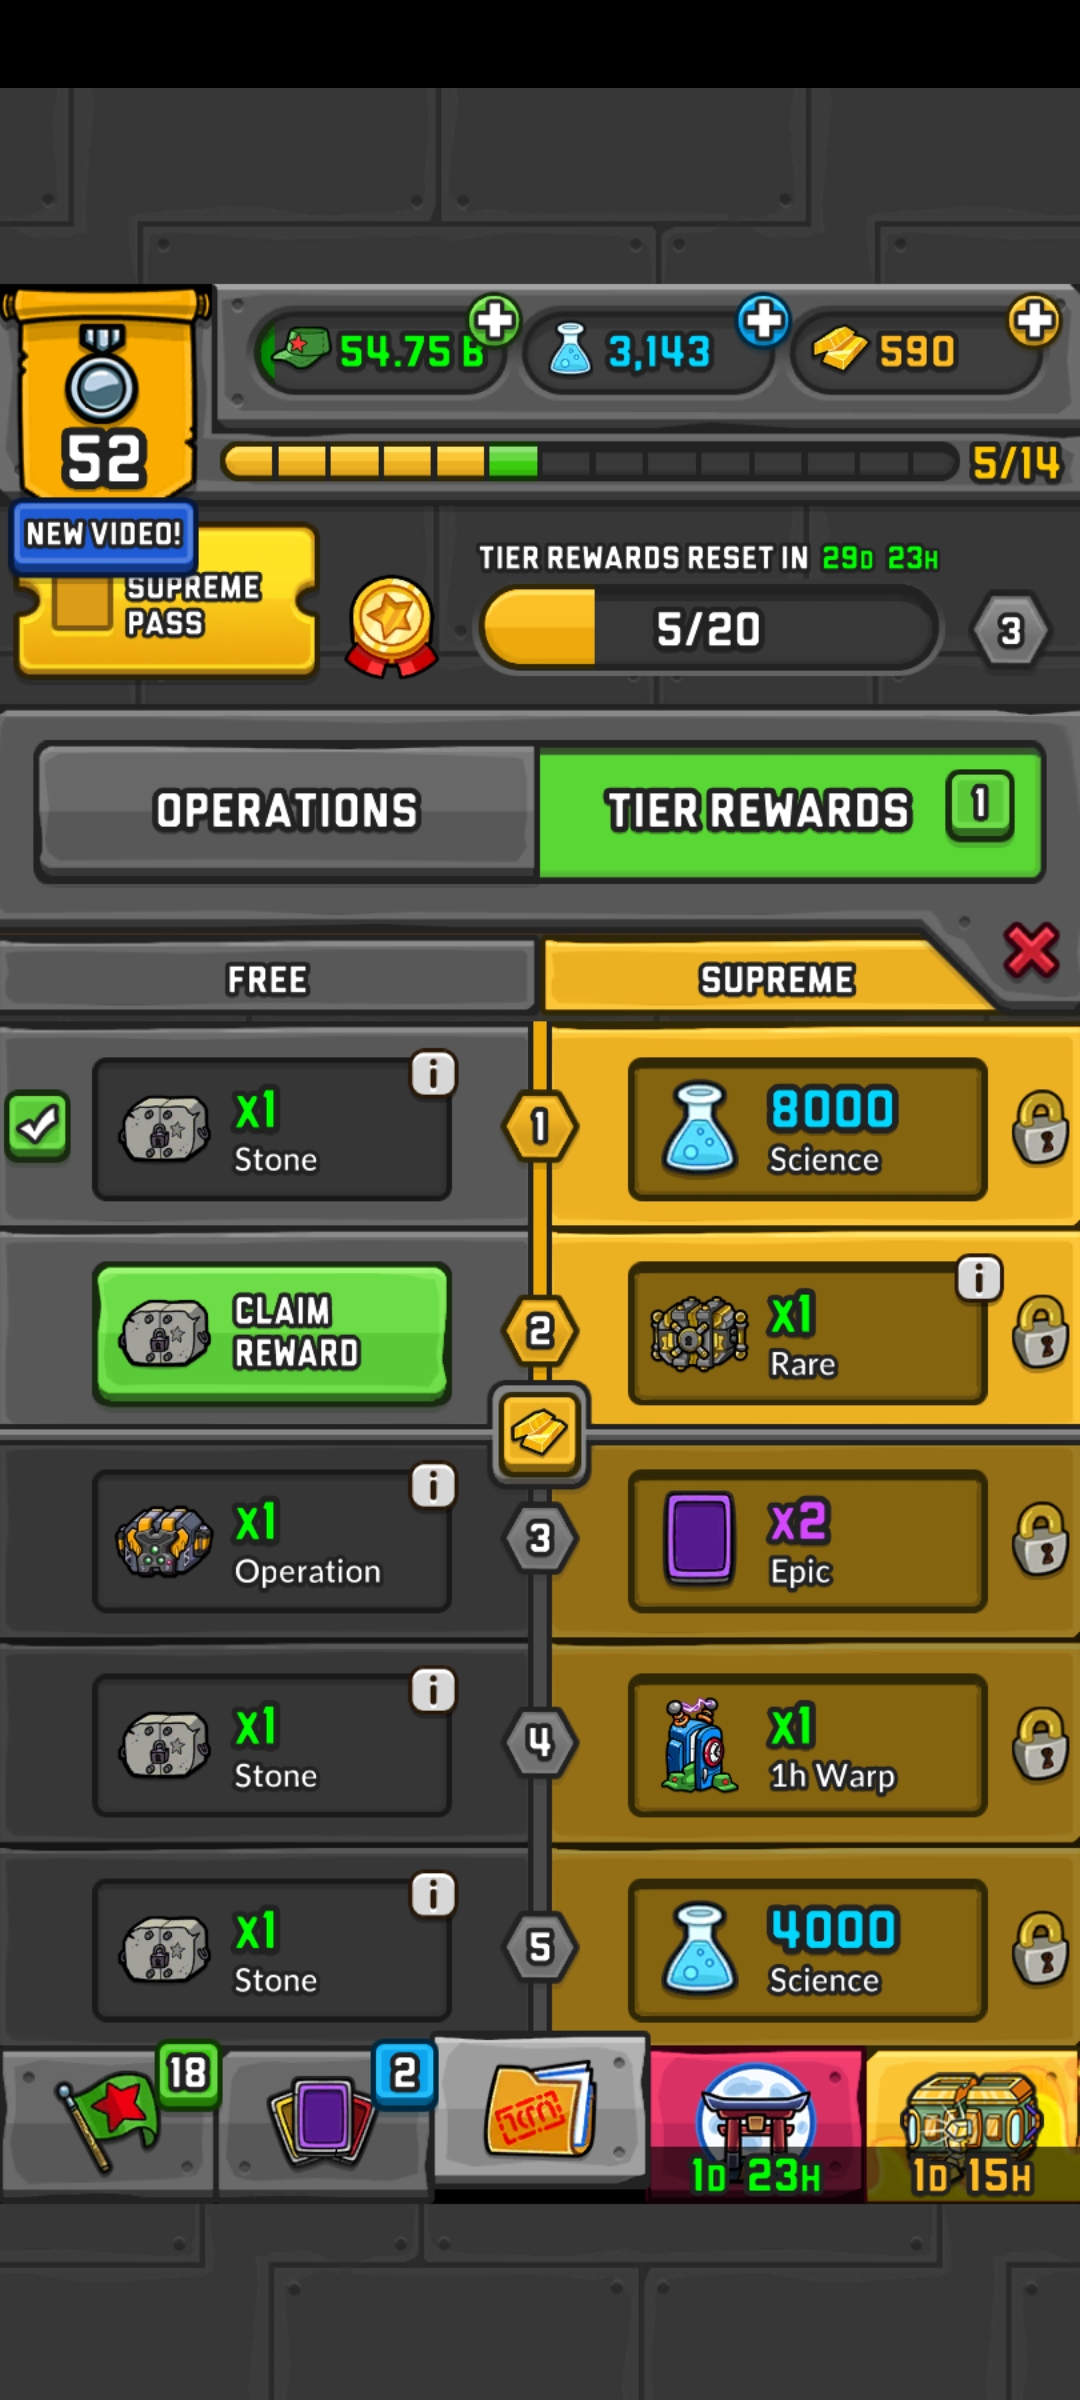 54.75 B
3,143
590
52
5/14
NEW VIDEO!
SUPREME
PASS
TIER REWARDS RESET IN 29D 23H
5/20
3
OPERATIONS
TIER REWARDS
1
FREE
SUPREME
X1
Stone
1
8000
Science
CLAIM
REWARD
2
X1
Rare
X1
Operation
3
X2
Epic
X1
Stone
4
X1
1h Warp
X1
Stone
5
4000
Science
18
2
1D 23H
1D 15H